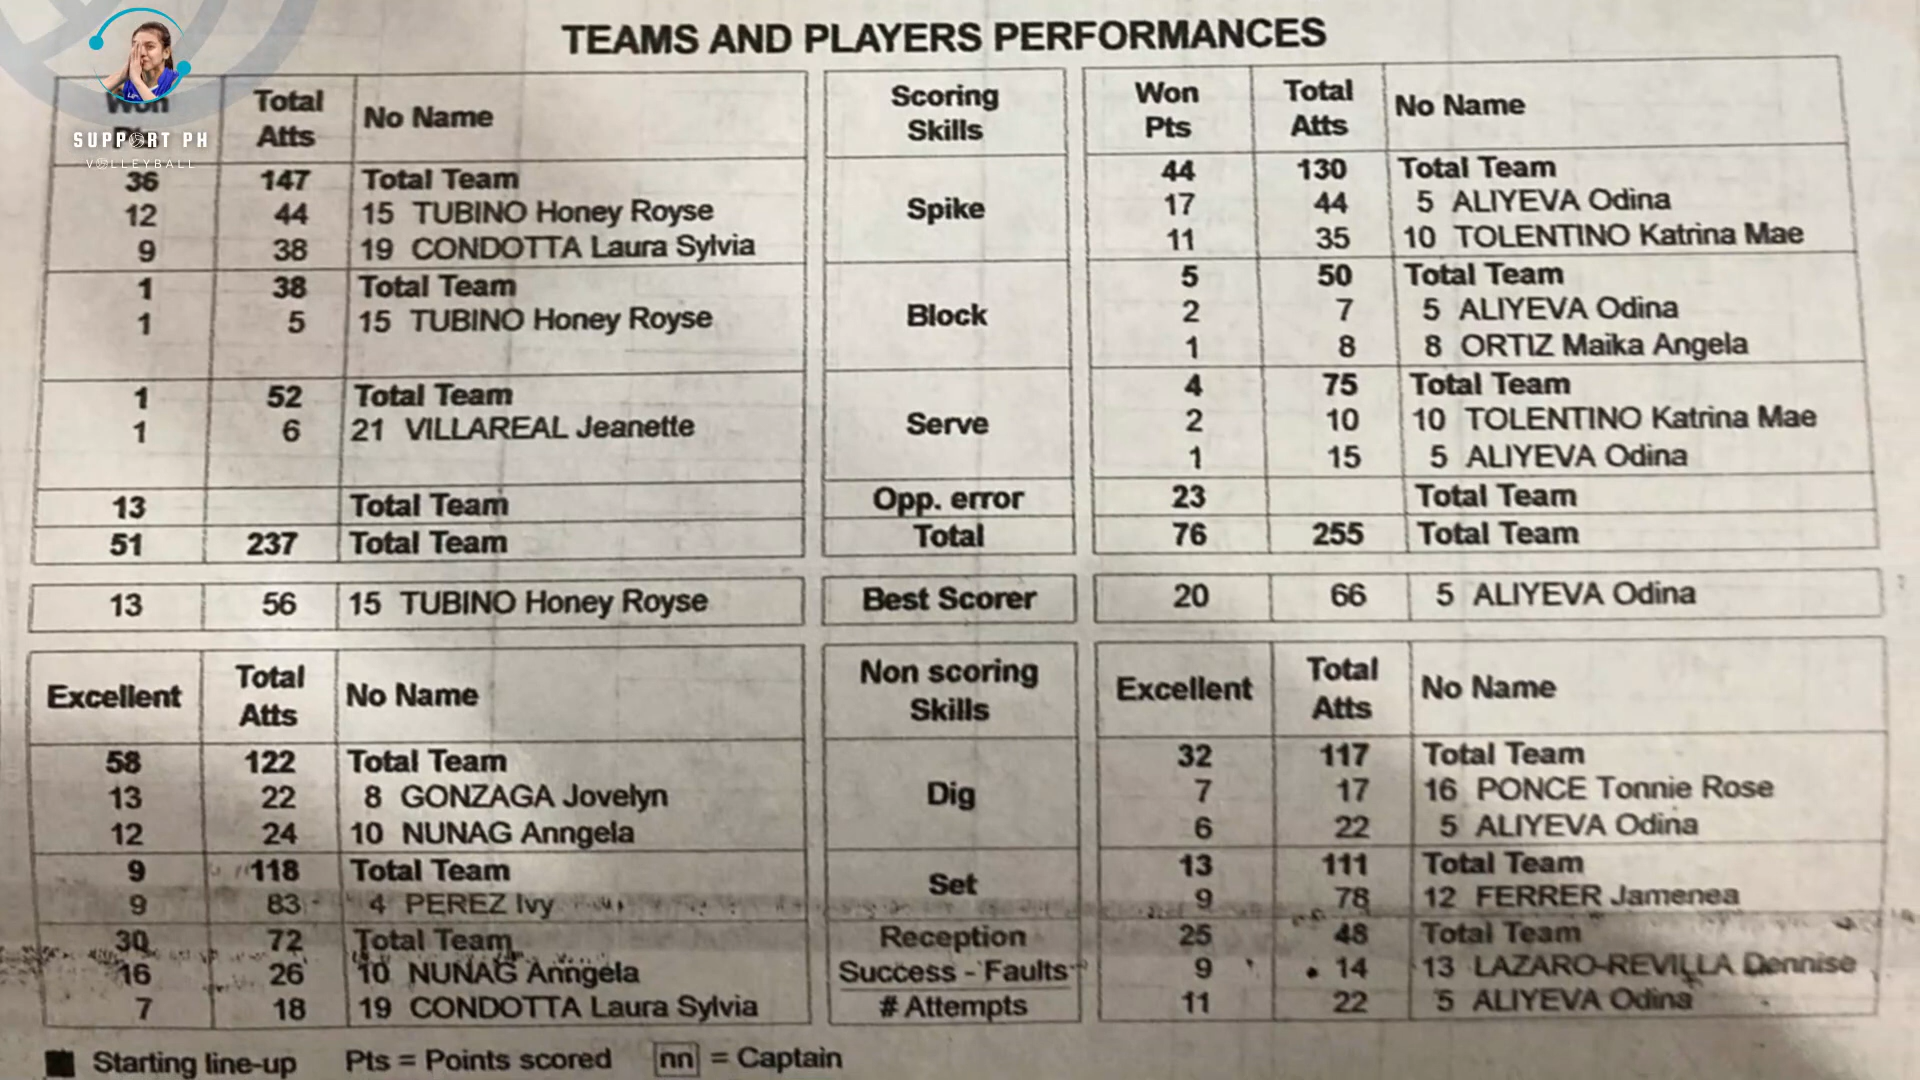 TEAMS AND PLAYERS PERFORMANCES
SUPPORT PH
VOLLEYBALL
Won Total Atts No Name Scoring Skills Won Pts Total Atts No Name
36 147 Total Team Spike 44 130 Total Team
12 44 15 TUBINO Honey Royse 17 44 5 ALIYEVA Odina
9 38 19 CONDOTTA Laura Sylvia 11 35 10 TOLENTINO Katrina Mae
1 38 Total Team Block 5 50 Total Team
1 5 15 TUBINO Honey Royse 2 7 5 ALIYEVA Odina
1 8 8 ORTIZ Maika Angela
1 52 Total Team Serve 4 75 Total Team
1 6 21 VILLAREAL Jeanette 2 10 10 TOLENTINO Katrina Mae
1 15 5 ALIYEVA Odina
13 Total Team Opp. error 23 Total Team
51 237 Total Team Total 76 255 Total Team
13 56 15 TUBINO Honey Royse Best Scorer 20 66 5 ALIYEVA Odina
Excellent Total Atts No Name Non scoring Skills Excellent Total Atts No Name
58 122 Total Team Dig 32 117 Total Team
13 22 8 GONZAGA Jovelyn 7 17 16 PONCE Tonnie Rose
12 24 10 NUNAG Anngela 6 22 5 ALIYEVA Odina
9 118 Total Team Set 13 111 Total Team
9 83 4 PEREZ Ivy 9 78 12 FERRER Jamenea
30 72 Total Team Reception 25 48 Total Team
16 26 10 NUNAG Anngela Success - Faults 9 14 13 LAZARO-REVILLA Dennise
7 18 19 CONDOTTA Laura Sylvia # Attempts 11 22 5 ALIYEVA Odina
Starting line-up Pts = Points scored nn = Captain